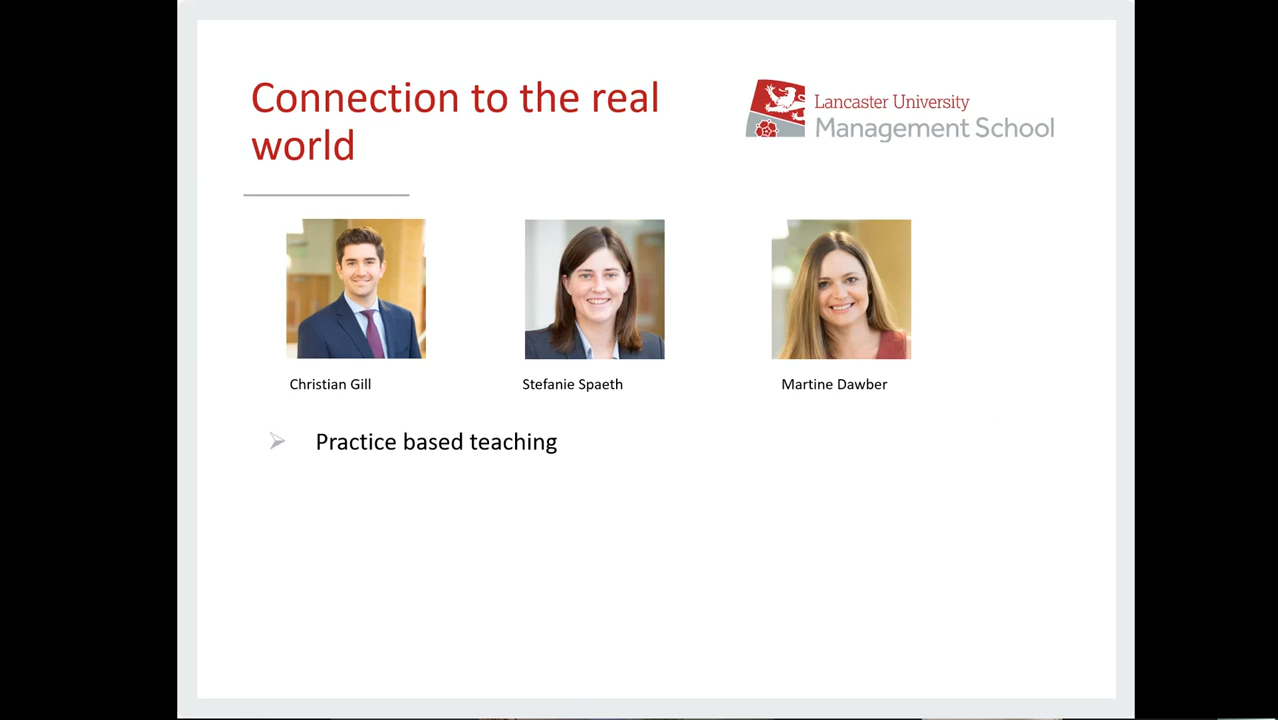 Connection to the real
world
Lancaster University
Management School
Christian Gill
Stefanie Spaeth
Martine Dawber
Practice based teaching